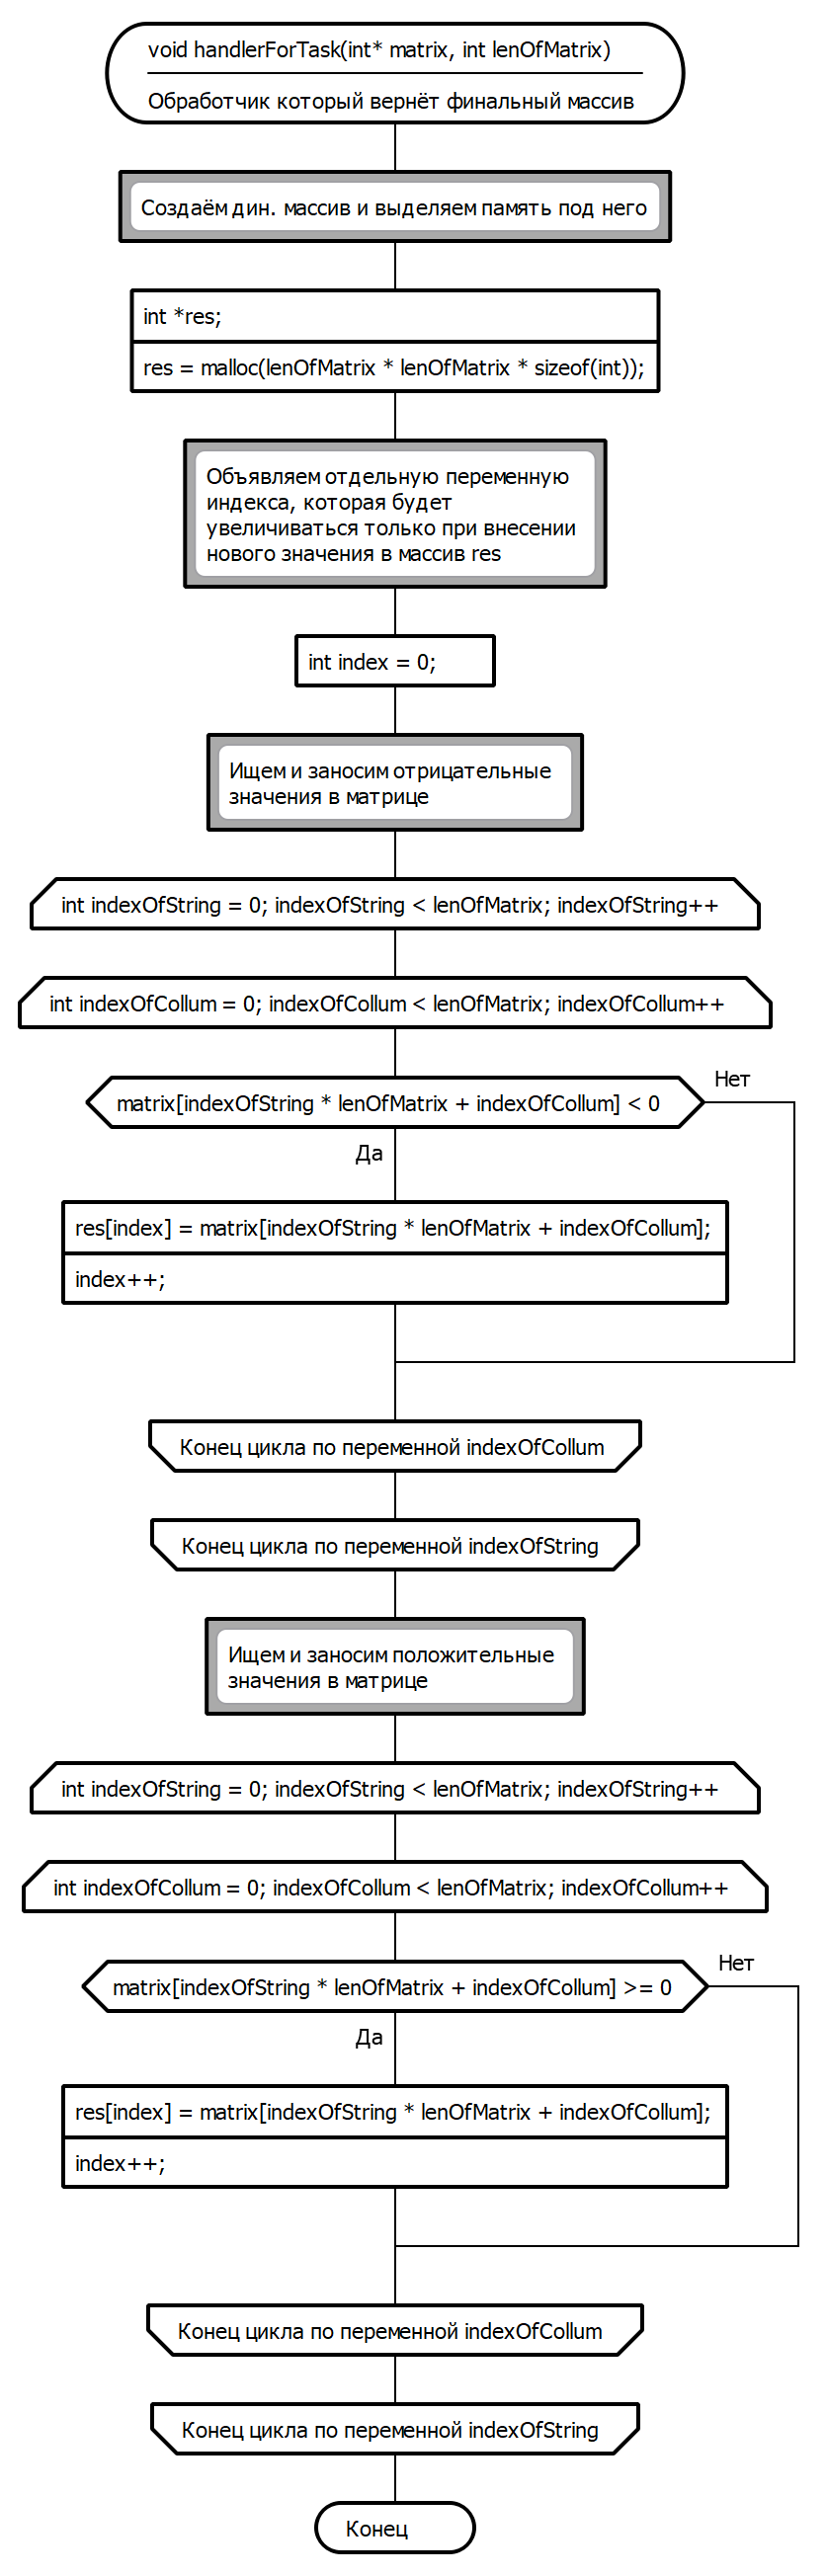 void handlerForTask(int* matrix, int lenOfMatrix)
Обработчик который вернёт финальный массив
Создаём дин. массив и выделяем память под него
int *res;
res = malloc(lenOfMatrix * lenOfMatrix * sizeof(int));
Объявляем отдельную переменную
индекса, которая будет
увеличиваться только при внесении
нового значения в массив res
int index = 0;
Ищем и заносим отрицательные
значения в матрице
int indexOfString = 0; indexOfString < lenOfMatrix; indexOfString++
int indexOfCollum = 0; indexOfCollum < lenOfMatrix; indexOfCollum++
Нет
matrix[indexOfString * lenOfMatrix + indexOfCollum] < 0
Да
res[index] = matrix[indexOfString * lenOfMatrix + indexOfCollum];
index++;
Конец цикла по переменной indexOfCollum
Конец цикла по переменной indexOfString
Ищем и заносим положительные
значения в матрице
int indexOfString = 0; indexOfString < lenOfMatrix; indexOfString++
int indexOfCollum = 0; indexOfCollum < lenOfMatrix; indexOfCollum++
Нет
matrix[indexOfString * lenOfMatrix + indexOfCollum] >= 0
Да
res[index] = matrix[indexOfString * lenOfMatrix + indexOfCollum];
index++;
Конец цикла по переменной indexOfCollum
Конец цикла по переменной indexOfString
Конец